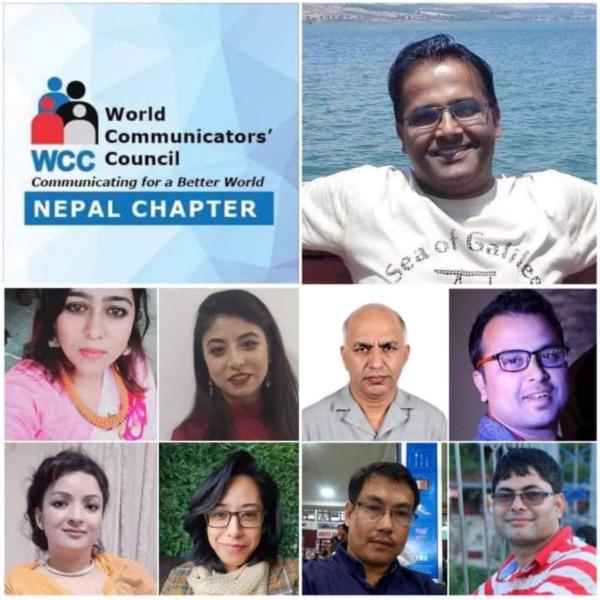 World
Communicators'
WCC Council
Communicating for a Better World
NEPAL CHAPTER
Sea of Galilee